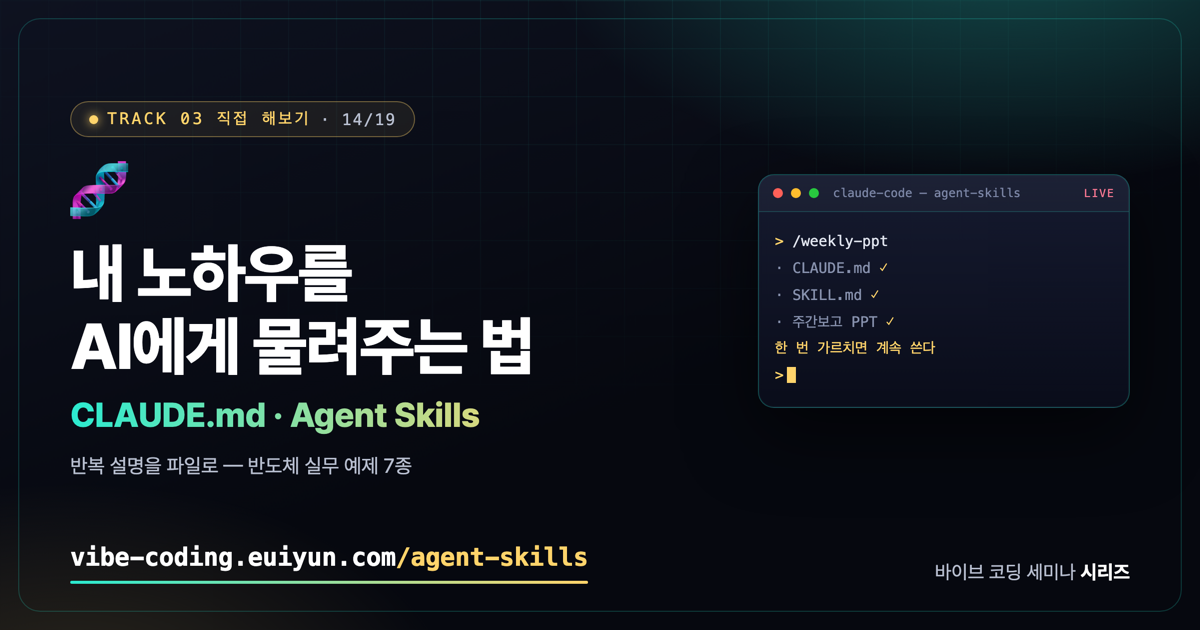 TRACK 03 직접 해보기 · 14/19
내 노하우를
AI에게 물려주는 법
CLAUDE.md · Agent Skills
반복 설명을 파일로 — 반도체 실무 예제 7종
vibe-coding.euiyun.com/agent-skills
claude-code — agent-skills
LIVE
> /weekly-ppt
· CLAUDE.md ✓
· SKILL.md ✓
· 주간보고 PPT ✓
한 번 가르치면 계속 쓴다
>
바이브 코딩 세미나 시리즈